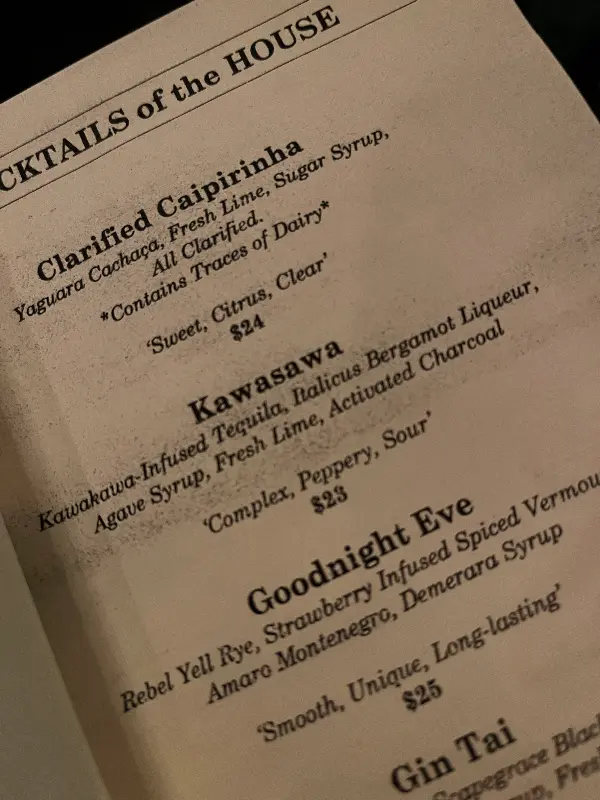 CKTAILS of the HOUSE
Clarified Caipirinha
Yaguara Cachaça, Fresh Lime, Sugar Syrup,
All Clarified.
*Contains Traces of Dairy*
‘Sweet, Citrus, Clear’
$24
Kawasawa
Kawakawa-Infused Tequila, Italicus Bergamot Liqueur,
Agave Syrup, Fresh Lime, Activated Charcoal
‘Complex, Peppery, Sour’
$23
Goodnight Eve
Rebel Yell Rye, Strawberry Infused Spiced Vermou
Amaro Montenegro, Demerara Syrup
‘Smooth, Unique, Long-lasting’
$25
Gin Tai
Scapegrace Blac